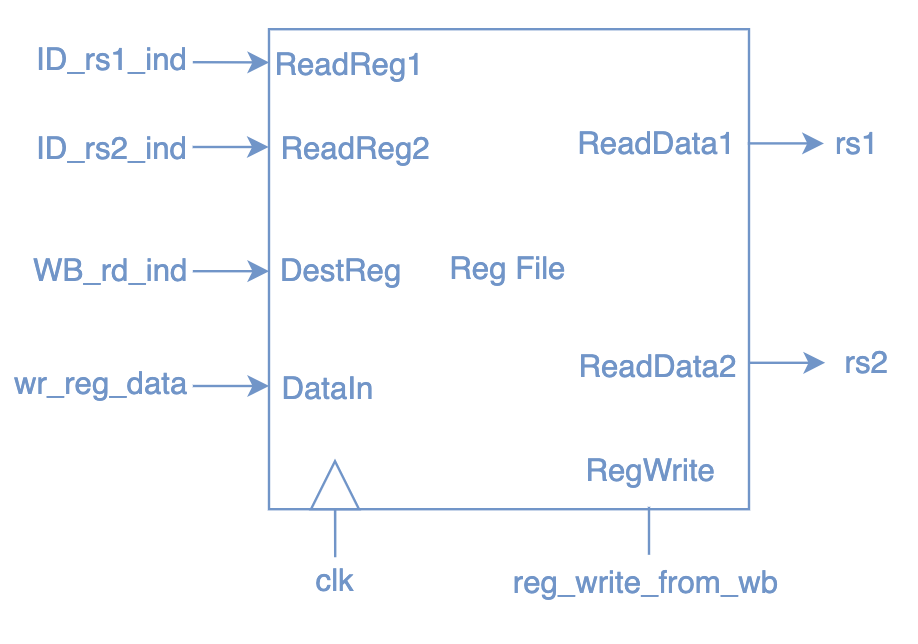 ID_rs1_ind
ReadReg1
ID_rs2_ind
ReadReg2
ReadData1
rs1
WB_rd_ind
DestReg
Reg File
wr_reg_data
DataIn
ReadData2
rs2
RegWrite
clk
reg_write_from_wb